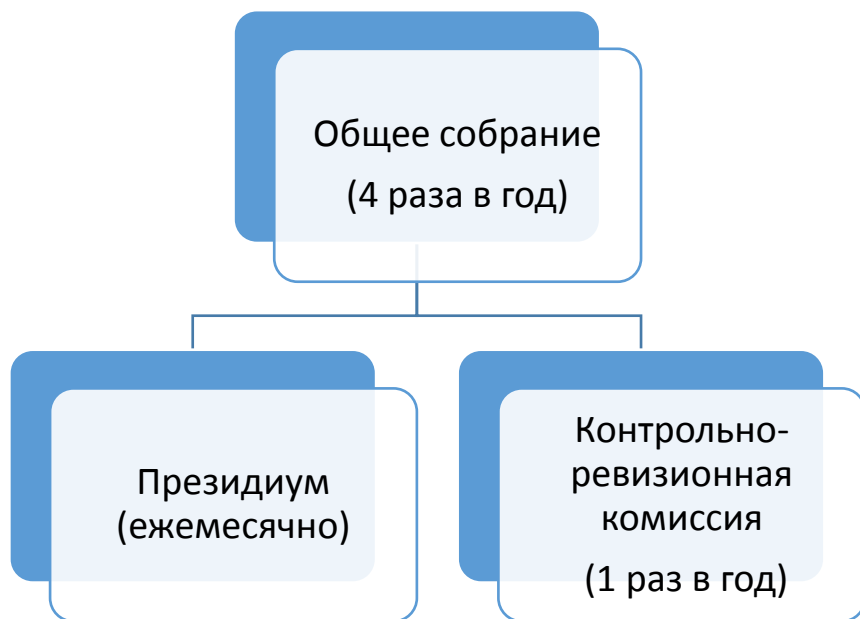 Общее собрание
(4 раза в год)
Президиум
(ежемесячно)
Контрольно-
ревизионная
комиссия
(1 раз в год)